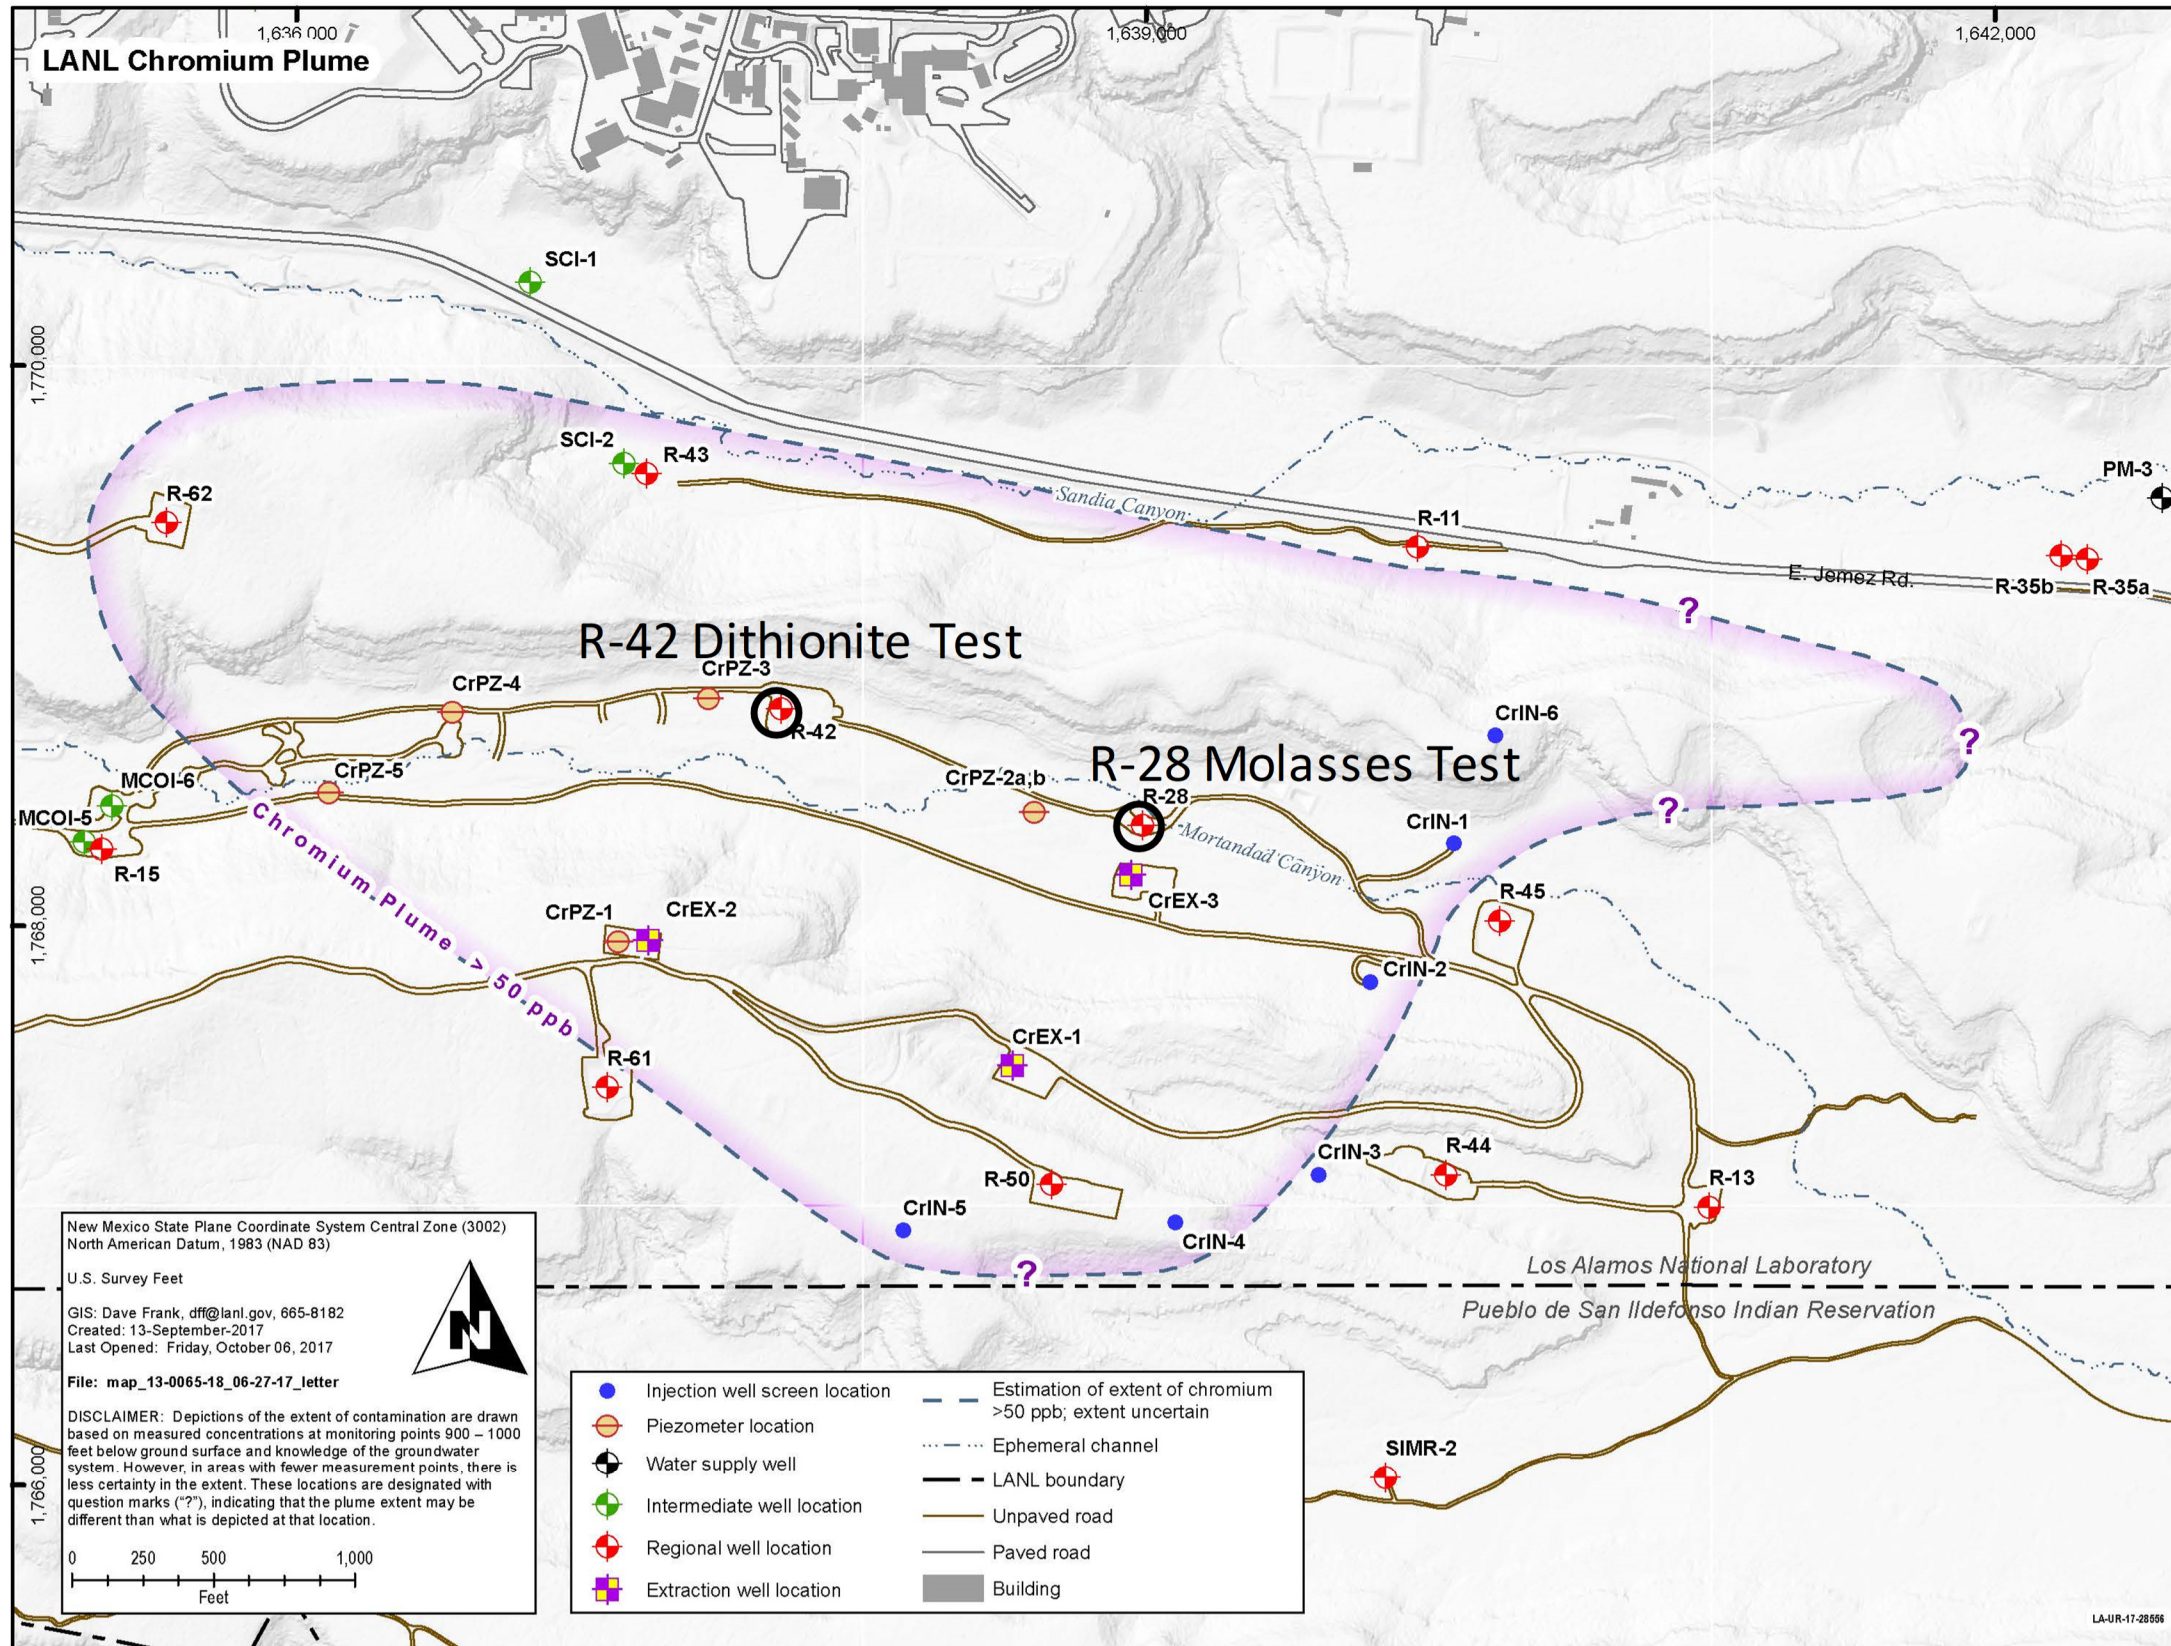 1,636,000
1,639,000
1,642,000
LANL Chromium Plume
SCI-1
1,770,000
SCI-2
R-43
PM-3
R-62
Sandia Canyon
R-11
E. Jemez Rd.
R-35b
R-35a
?
R-42 Dithionite Test
CrPZ-3
CrPZ-4
R-42
CrIN-6
?
R-28 Molasses Test
CrPZ-5
MCOI-6
CrPZ-2a,b
R-28
?
MCOI-5
CrIN-1
Mortandad Canyon
R-15
Chromium Plume > 50 ppb
CrEX-3
R-45
CrPZ-1
CrEX-2
1,768,000
CrIN-2
CrEX-1
R-61
CrIN-3
R-44
R-50
R-13
CrIN-5
CrIN-4
?
Los Alamos National Laboratory
Pueblo de San Ildefonso Indian Reservation
New Mexico State Plane Coordinate System Central Zone (3002)
North American Datum, 1983 (NAD 83)
U.S. Survey Feet
GIS: Dave Frank, dff@lanl.gov, 665-8182
Created: 13-September-2017
Last Opened: Friday, October 06, 2017
N
File: map_13-0065-18_06-27-17_letter
DISCLAIMER: Depictions of the extent of contamination are drawn
based on measured concentrations at monitoring points 900 – 1000
feet below ground surface and knowledge of the groundwater
system. However, in areas with fewer measurement points, there is
less certainty in the extent. These locations are designated with
question marks ("?"), indicating that the plume extent may be
different than what is depicted at that location.
0 250 500 1,000
Feet
1,766,000
Injection well screen location
Piezometer location
Water supply well
Intermediate well location
Regional well location
Extraction well location
Estimation of extent of chromium
>50 ppb; extent uncertain
Ephemeral channel
LANL boundary
Unpaved road
Paved road
Building
SIMR-2
LA-UR-17-28556